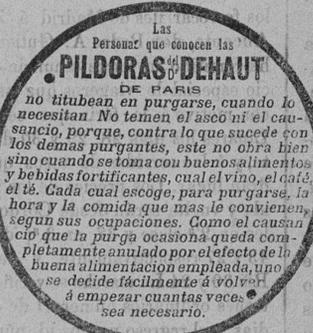 Las
Personas que conocen las
PILDORAS del Dr DEHAUT
DE PARIS
no titubean en purgarse, cuando lo
necesitan No temen el asco ni el cau-
sancio, porque, contra lo que sucede con
los demas purgantes, este no obra bien
sino cuando se toma con buenos alimentos
y bebidas fortificantes, cual el vino, el café,
el té. Cada cual escoge, para purgarse, la
hora y la comida que mas le convienen,
segun sus ocupaciones. Como el causan
cio que la purga ocasiona queda com-
pletamente anulado por el efecto de la
buena alimentacion empleada, uno
se decide fácilmente á volver
á empezar cuantas veces
sea necesario.